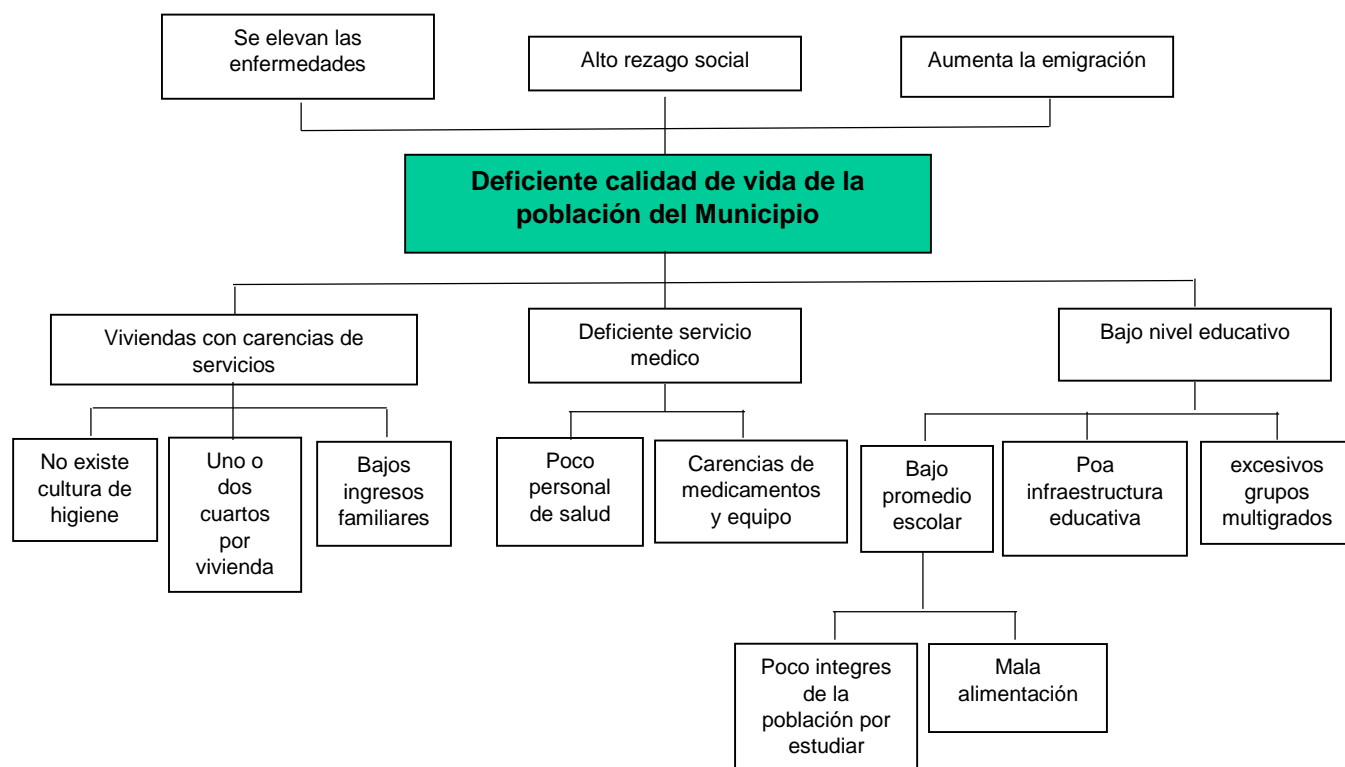 Se elevan las
enfermedades
Alto rezago social
Aumenta la emigración
Deficiente calidad de vida de la
población del Municipio
Viviendas con carencias de
servicios
Deficiente servicio
medico
Bajo nivel educativo
No existe
cultura de
higiene
Uno o
dos
cuartos
por
vivienda
Bajos
ingresos
familiares
Poco
personal
de salud
Carencias de
medicamentos
y equipo
Bajo
promedio
escolar
Poa
infraestructura
educativa
excesivos
grupos
multigrados
Poco integres
de la
población por
estudiar
Mala
alimentación